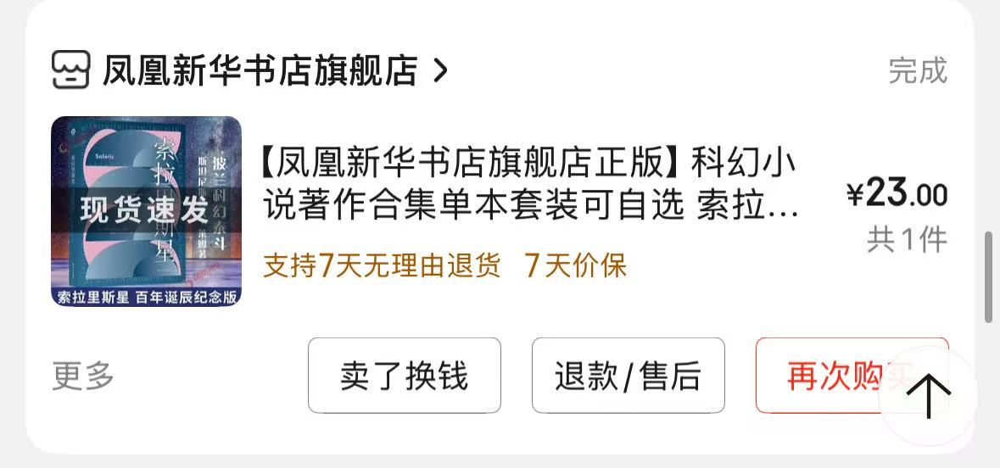 凤凰新华书店旗舰店
完成
Solaris
索拉里斯星
波兰科幻泰斗
现货速发
索拉里斯星 百年诞辰纪念版
【凤凰新华书店旗舰店正版】科幻小
说著作合集单本套装可自选 索拉...
¥23.00
共1件
支持7天无理由退货 7天价保
更多
卖了换钱
退款/售后
再次购买